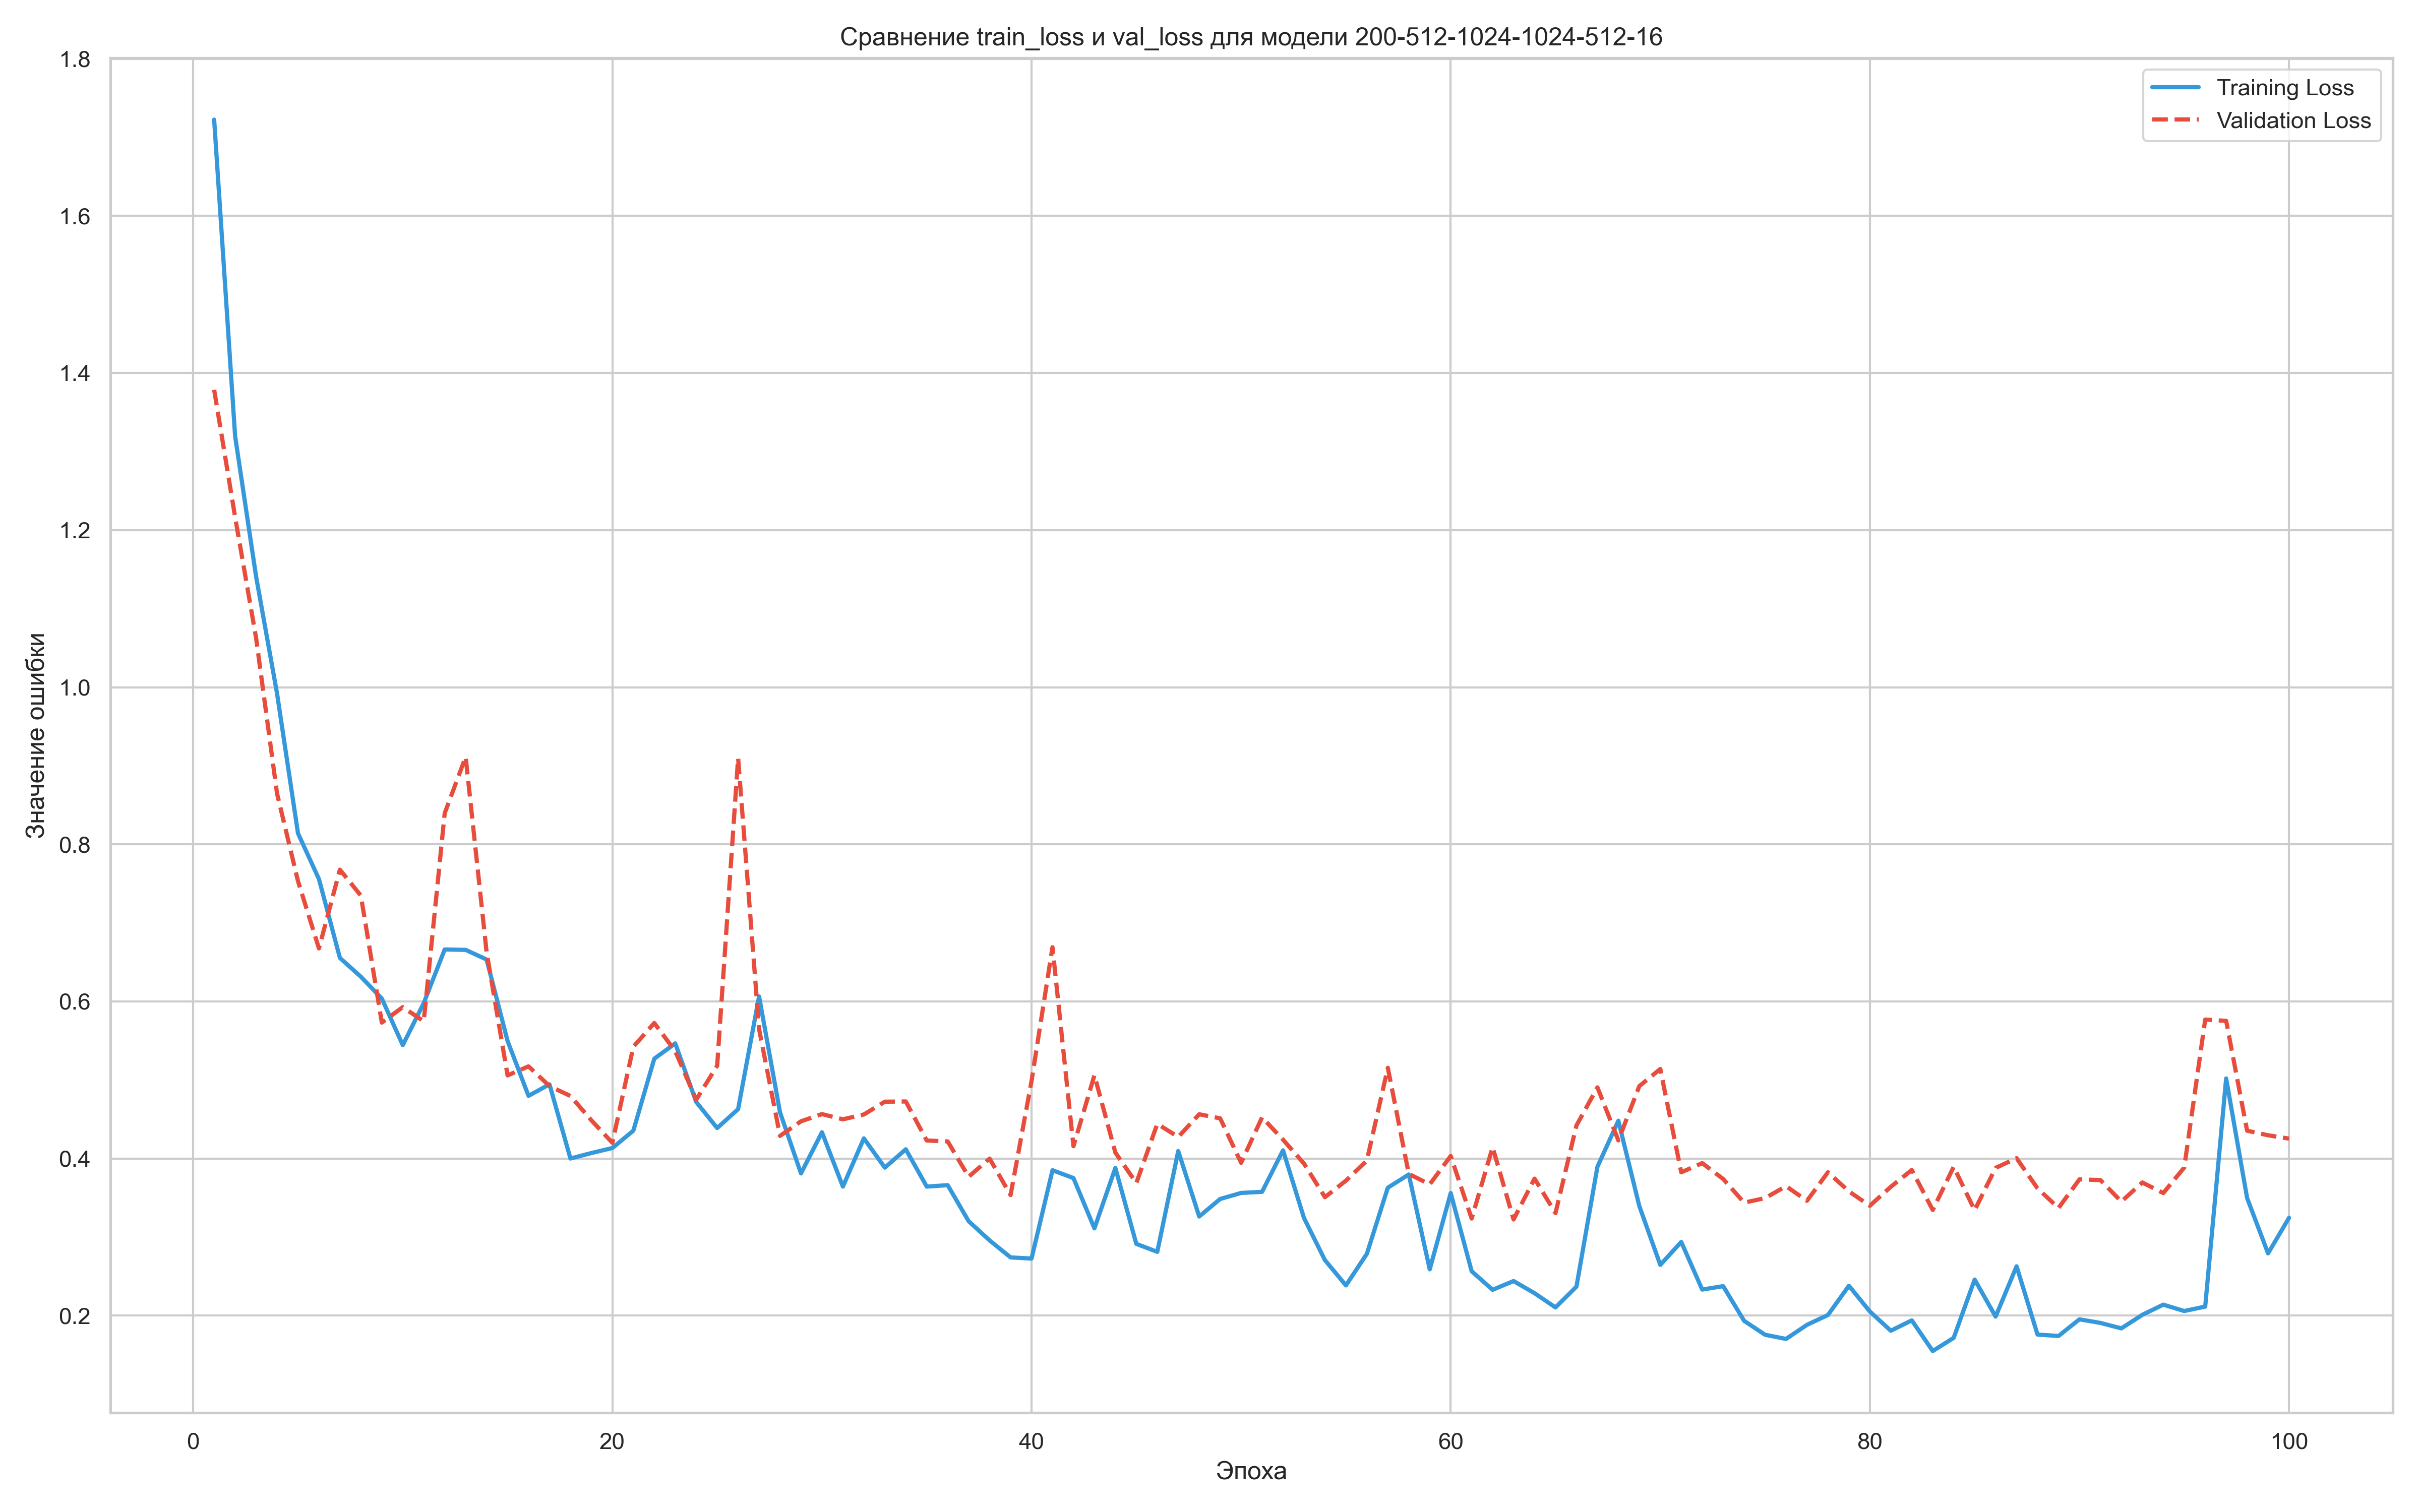 Сравнение train_loss и val_loss для модели 200-512-1024-1024-512-16
Training Loss
Validation Loss
1.8
1.6
1.4
1.2
1.0
0.8
0.6
0.4
0.2
Значение ошибки
0 20 40 60 80 100
Эпоха